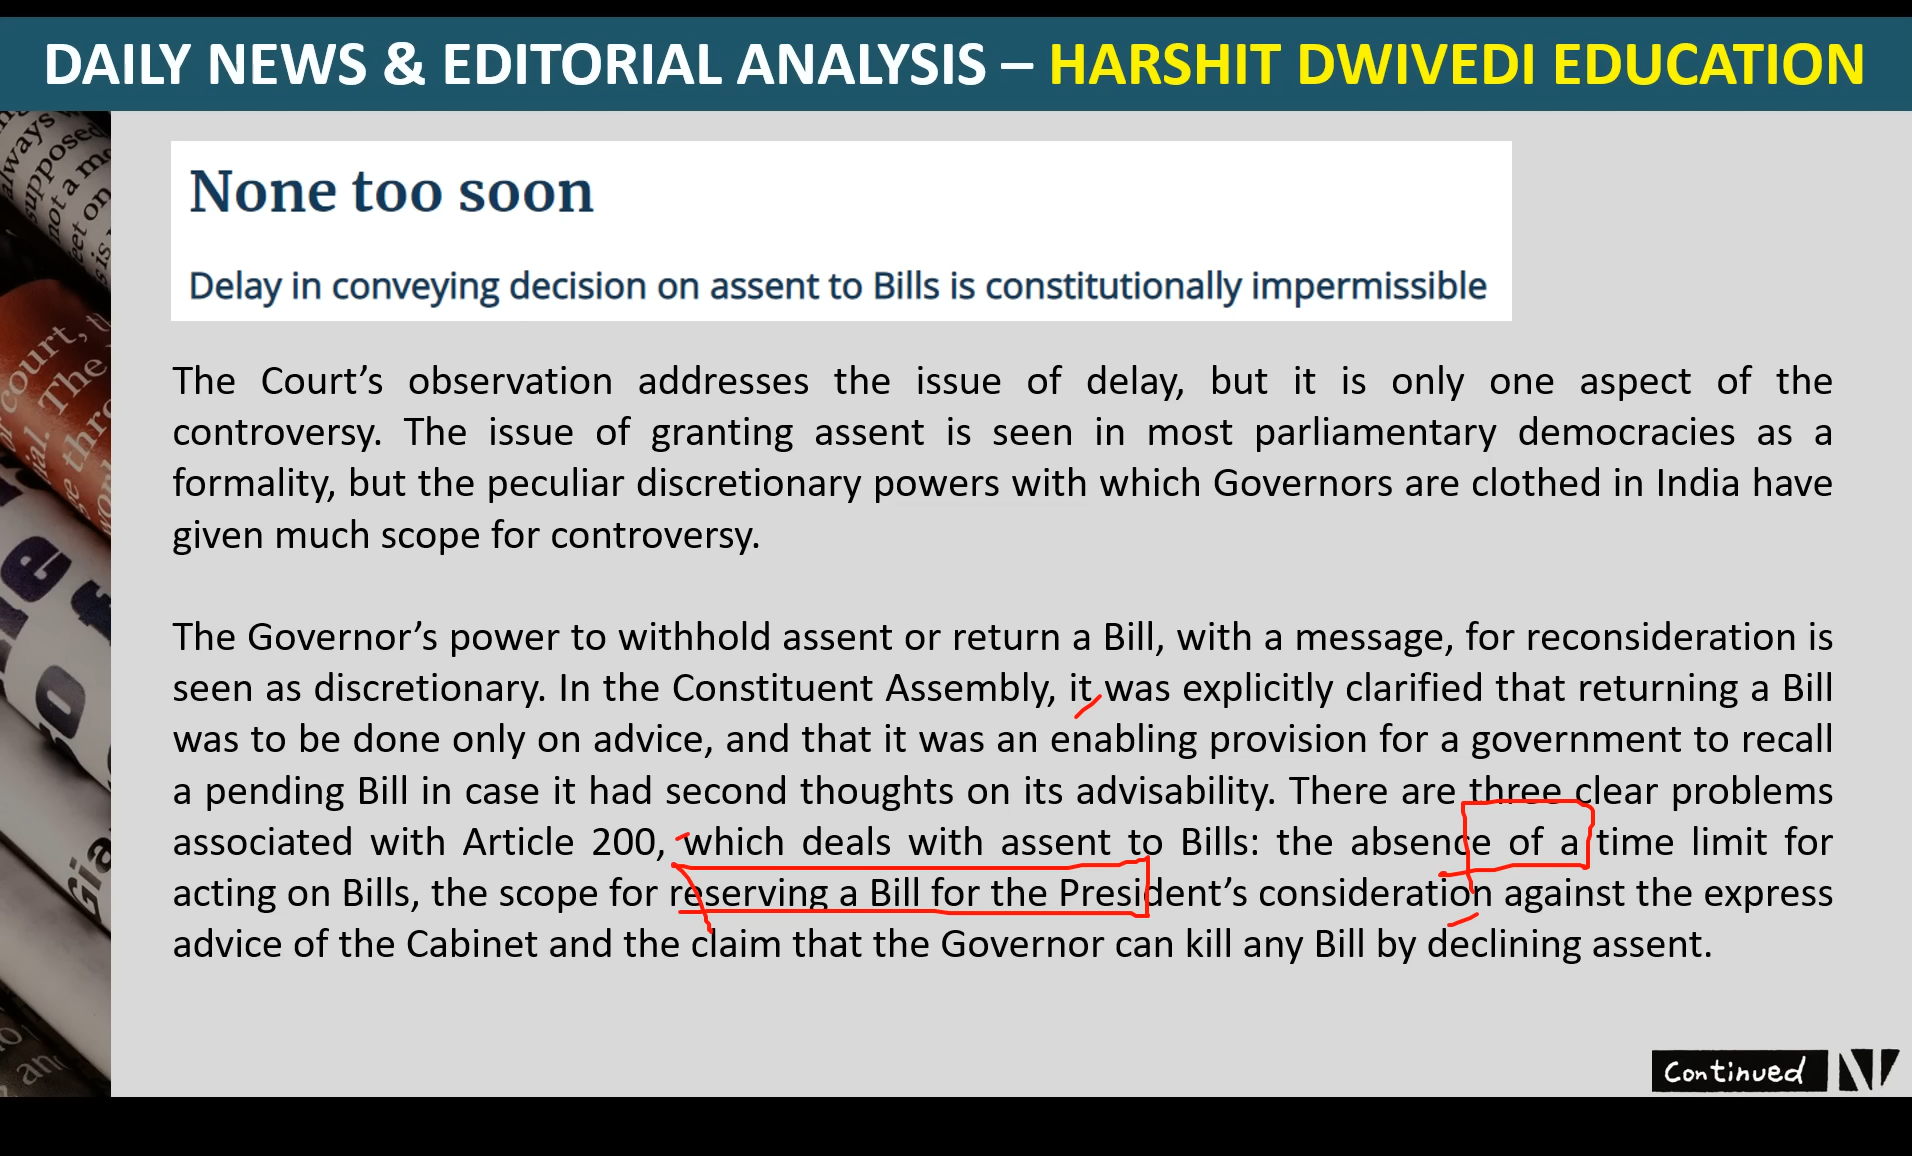 DAILY NEWS & EDITORIAL ANALYSIS – HARSHIT DWIVEDI EDUCATION
None too soon
Delay in conveying decision on assent to Bills is constitutionally impermissible
The Court’s observation addresses the issue of delay, but it is only one aspect of the
controversy. The issue of granting assent is seen in most parliamentary democracies as a
formality, but the peculiar discretionary powers with which Governors are clothed in India have
given much scope for controversy.
The Governor’s power to withhold assent or return a Bill, with a message, for reconsideration is
seen as discretionary. In the Constituent Assembly, it was explicitly clarified that returning a Bill
was to be done only on advice, and that it was an enabling provision for a government to recall
a pending Bill in case it had second thoughts on its advisability. There are three clear problems
associated with Article 200, which deals with assent to Bills: the absence of a time limit for
acting on Bills, the scope for reserving a Bill for the President’s consideration against the express
advice of the Cabinet and the claim that the Governor can kill any Bill by declining assent.
Continued
always
supposed
not a
court,
The